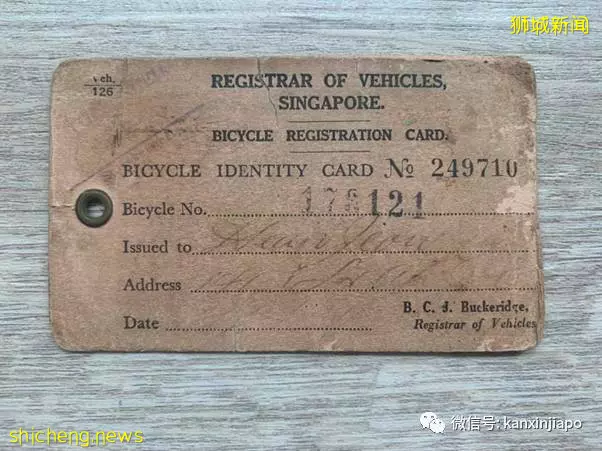 狮城新闻
Veh.
126
REGISTRAR OF VEHICLES,
SINGAPORE.
BICYCLE REGISTRATION CARD.
BICYCLE IDENTITY CARD № 249710
Bicycle No. 121
Issued to
Address
B. C. J. Buckeridge,
Date
Registrar of Vehicles
微信号: kanxinjiapo
shicheng.news